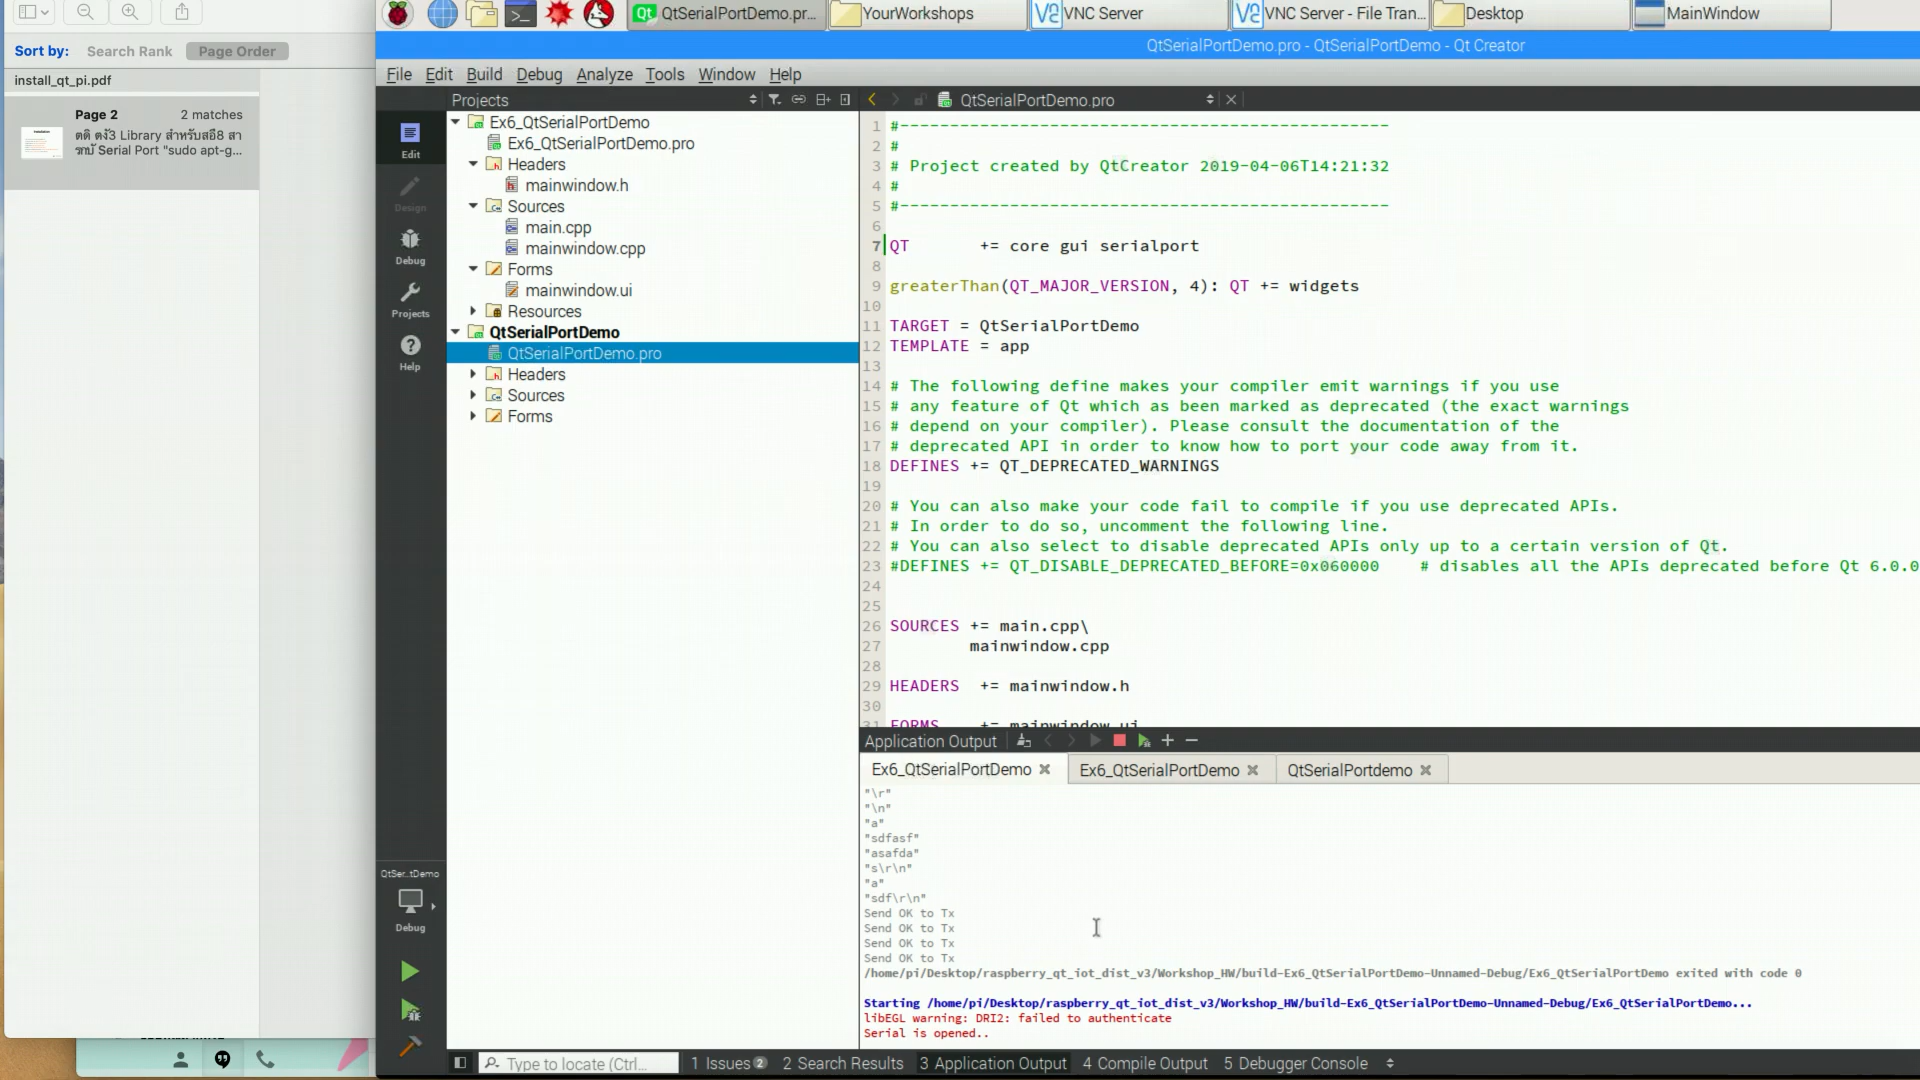 QtSerialPortDemo.pr...
YourWorkshops
VNC Server
VNC Server - File Tran...
Desktop
MainWindow
Sort by:
Search Rank
Page Order
install_qt_pi.pdf
Page 2
2 matches
Library สำหรับสื่อ8 สา
Serial Port "sudo apt-g...
QtSerialPortDemo.pro - QtSerialPortDemo - Qt Creator
File Edit Build Debug Analyze Tools Window Help
Projects
QtSerialPortDemo.pro
Edit
Design
Debug
Projects
Help
Ex6_QtSerialPortDemo
Ex6_QtSerialPortDemo.pro
Headers
mainwindow.h
Sources
main.cpp
mainwindow.cpp
Forms
mainwindow.ui
Resources
QtSerialPortDemo
QtSerialPortDemo.pro
Headers
Sources
Forms
1 #-------------------------------------------------
2 #
3 # Project created by QtCreator 2019-04-06T14:21:32
4 #
5 #-------------------------------------------------
6
7 QT       += core gui serialport
8
9 greaterThan(QT_MAJOR_VERSION, 4): QT += widgets
10
11 TARGET = QtSerialPortDemo
12 TEMPLATE = app
13
14 # The following define makes your compiler emit warnings if you use
15 # any feature of Qt which as been marked as deprecated (the exact warnings
16 # depend on your compiler). Please consult the documentation of the
17 # deprecated API in order to know how to port your code away from it.
18 DEFINES += QT_DEPRECATED_WARNINGS
19
20 # You can also make your code fail to compile if you use deprecated APIs.
21 # In order to do so, uncomment the following line.
22 # You can also select to disable deprecated APIs only up to a certain version of Qt.
23 #DEFINES += QT_DISABLE_DEPRECATED_BEFORE=0x060000    # disables all the APIs deprecated before Qt 6.0.0
24
25
26 SOURCES += main.cpp\
27         mainwindow.cpp
28
29 HEADERS  += mainwindow.h
30
31 FORMS    += mainwindow.ui
Application Output
Ex6_QtSerialPortDemo
Ex6_QtSerialPortDemo
QtSerialPortdemo
"\r"
"\n"
"a"
"sdfasf"
"asafda"
"s\r\n"
"a"
"sdf\r\n"
Send OK to Tx
Send OK to Tx
Send OK to Tx
Send OK to Tx
/home/pi/Desktop/raspberry_qt_iot_dist_v3/Workshop_HW/build-Ex6_QtSerialPortDemo-Unnamed-Debug/Ex6_QtSerialPortDemo exited with code 0
Starting /home/pi/Desktop/raspberry_qt_iot_dist_v3/Workshop_HW/build-Ex6_QtSerialPortDemo-Unnamed-Debug/Ex6_QtSerialPortDemo...
libEGL warning: DRI2: failed to authenticate
Serial is opened..
QtSer...tDemo
Debug
Type to locate (Ctrl...
1 Issues 2
2 Search Results
3 Application Output
4 Compile Output
5 Debugger Console